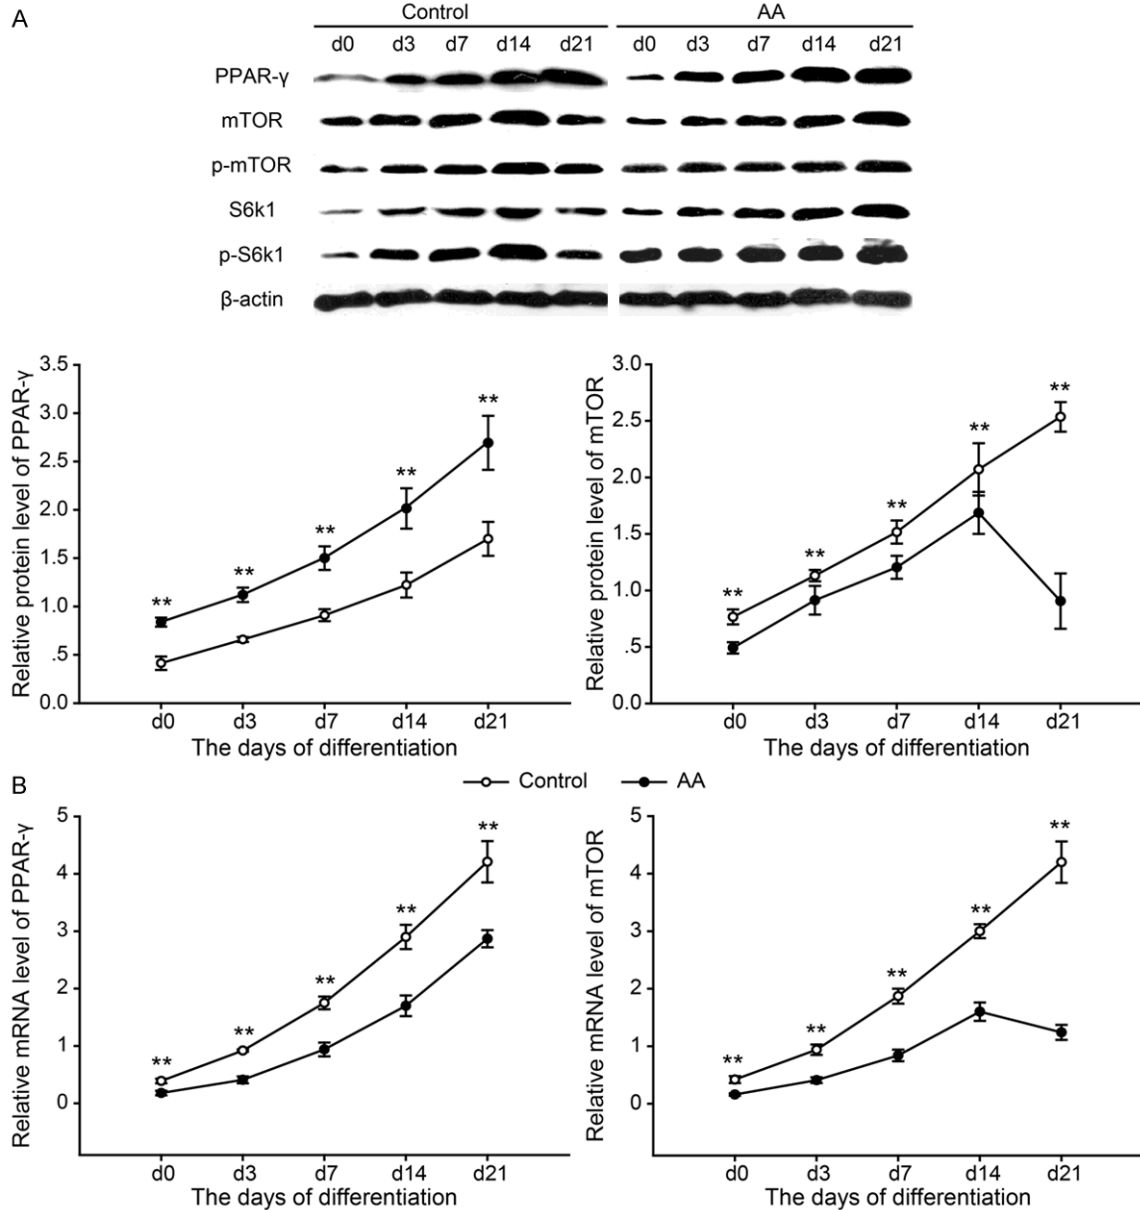 A
Control AA
d0 d3 d7 d14 d21 d0 d3 d7 d14 d21
PPAR-γ
mTOR
p-mTOR
S6k1
p-S6k1
β-actin
Relative protein level of PPAR-γ
3.5
3.0
2.5
2.0
1.5
1.0
.5
0.0
** ** ** ** **
d0 d3 d7 d14 d21
The days of differentiation
Relative protein level of mTOR
3.0
2.5
2.0
1.5
1.0
.5
0.0
** ** ** ** **
d0 d3 d7 d14 d21
The days of differentiation
B
Control AA
Relative mRNA level of PPAR-γ
5
4
3
2
1
0
** ** ** ** **
d0 d3 d7 d14 d21
The days of differentiation
Relative mRNA level of mTOR
5
4
3
2
1
0
** ** ** ** **
d0 d3 d7 d14 d21
The days of differentiation